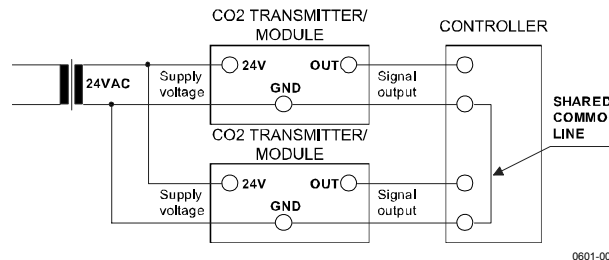 CO2 TRANSMITTER/
MODULE
CONTROLLER
24VAC
Supply
voltage
24V
OUT
GND
Signal
output
SHARED
COMMO
LINE
CO2 TRANSMITTER/
MODULE
Supply
voltage
24V
OUT
GND
Signal
output
0601-00